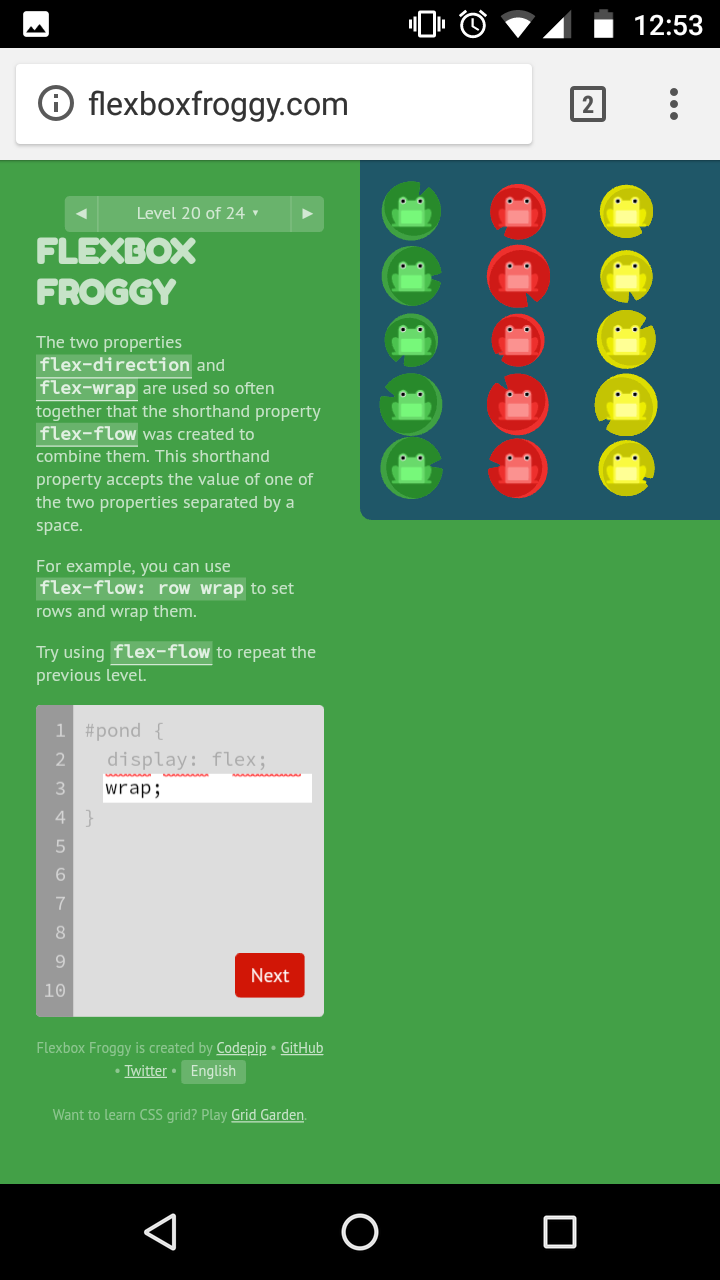 12:53
flexboxfroggy.com
2
◀ Level 20 of 24 ▾ ▶
FLEXBOX
FROGGY
The two properties
flex-direction and
flex-wrap are used so often
together that the shorthand property
flex-flow was created to
combine them. This shorthand
property accepts the value of one of
the two properties separated by a
space.
For example, you can use
flex-flow: row wrap to set
rows and wrap them.
Try using flex-flow to repeat the
previous level.
1 #pond {
2 display: flex;
3 wrap;
4 }
5
6
7
8
9
10
Next
Flexbox Froggy is created by Codepip • GitHub
• Twitter • English
Want to learn CSS grid? Play Grid Garden.